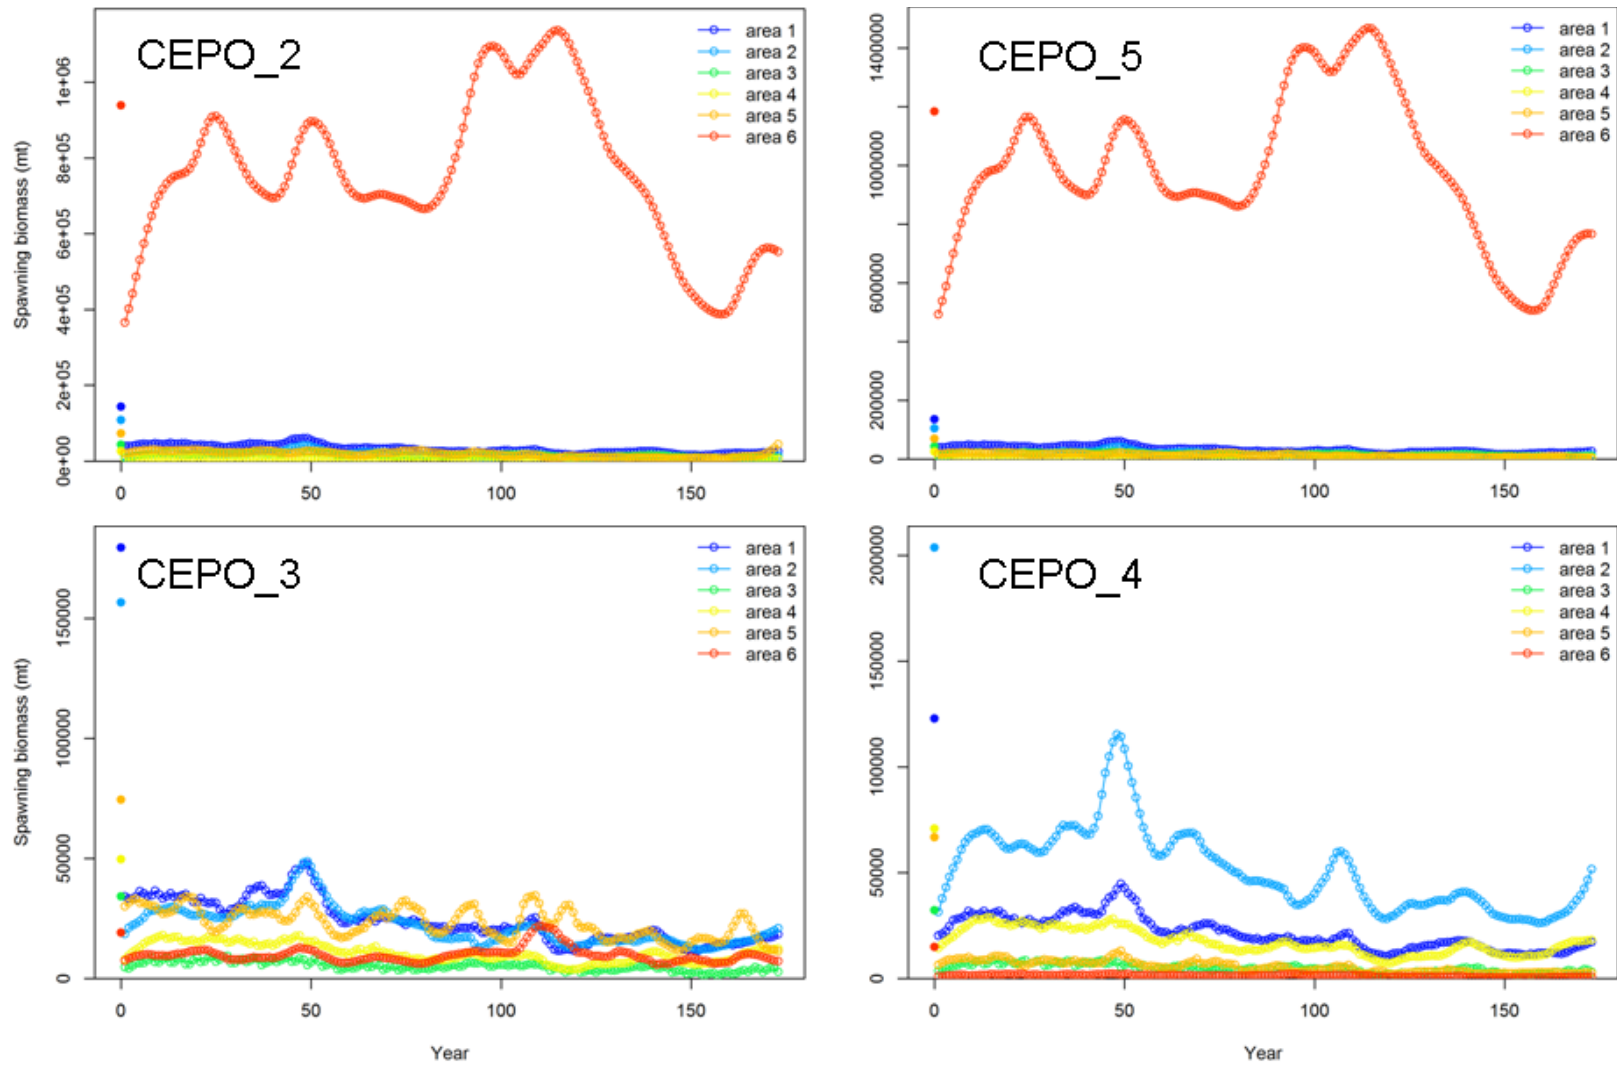 CEPO_2
area 1
area 2
area 3
area 4
area 5
area 6
Spawning biomass (mt)
1e+06
8e+05
6e+05
4e+05
2e+05
0e+00
0 50 100 150
CEPO_5
area 1
area 2
area 3
area 4
area 5
area 6
1400000
1000000
600000
200000
0
0 50 100 150
CEPO_3
area 1
area 2
area 3
area 4
area 5
area 6
Spawning biomass (mt)
150000
100000
50000
0
0 50 100 150
Year
CEPO_4
area 1
area 2
area 3
area 4
area 5
area 6
200000
150000
100000
50000
0
0 50 100 150
Year